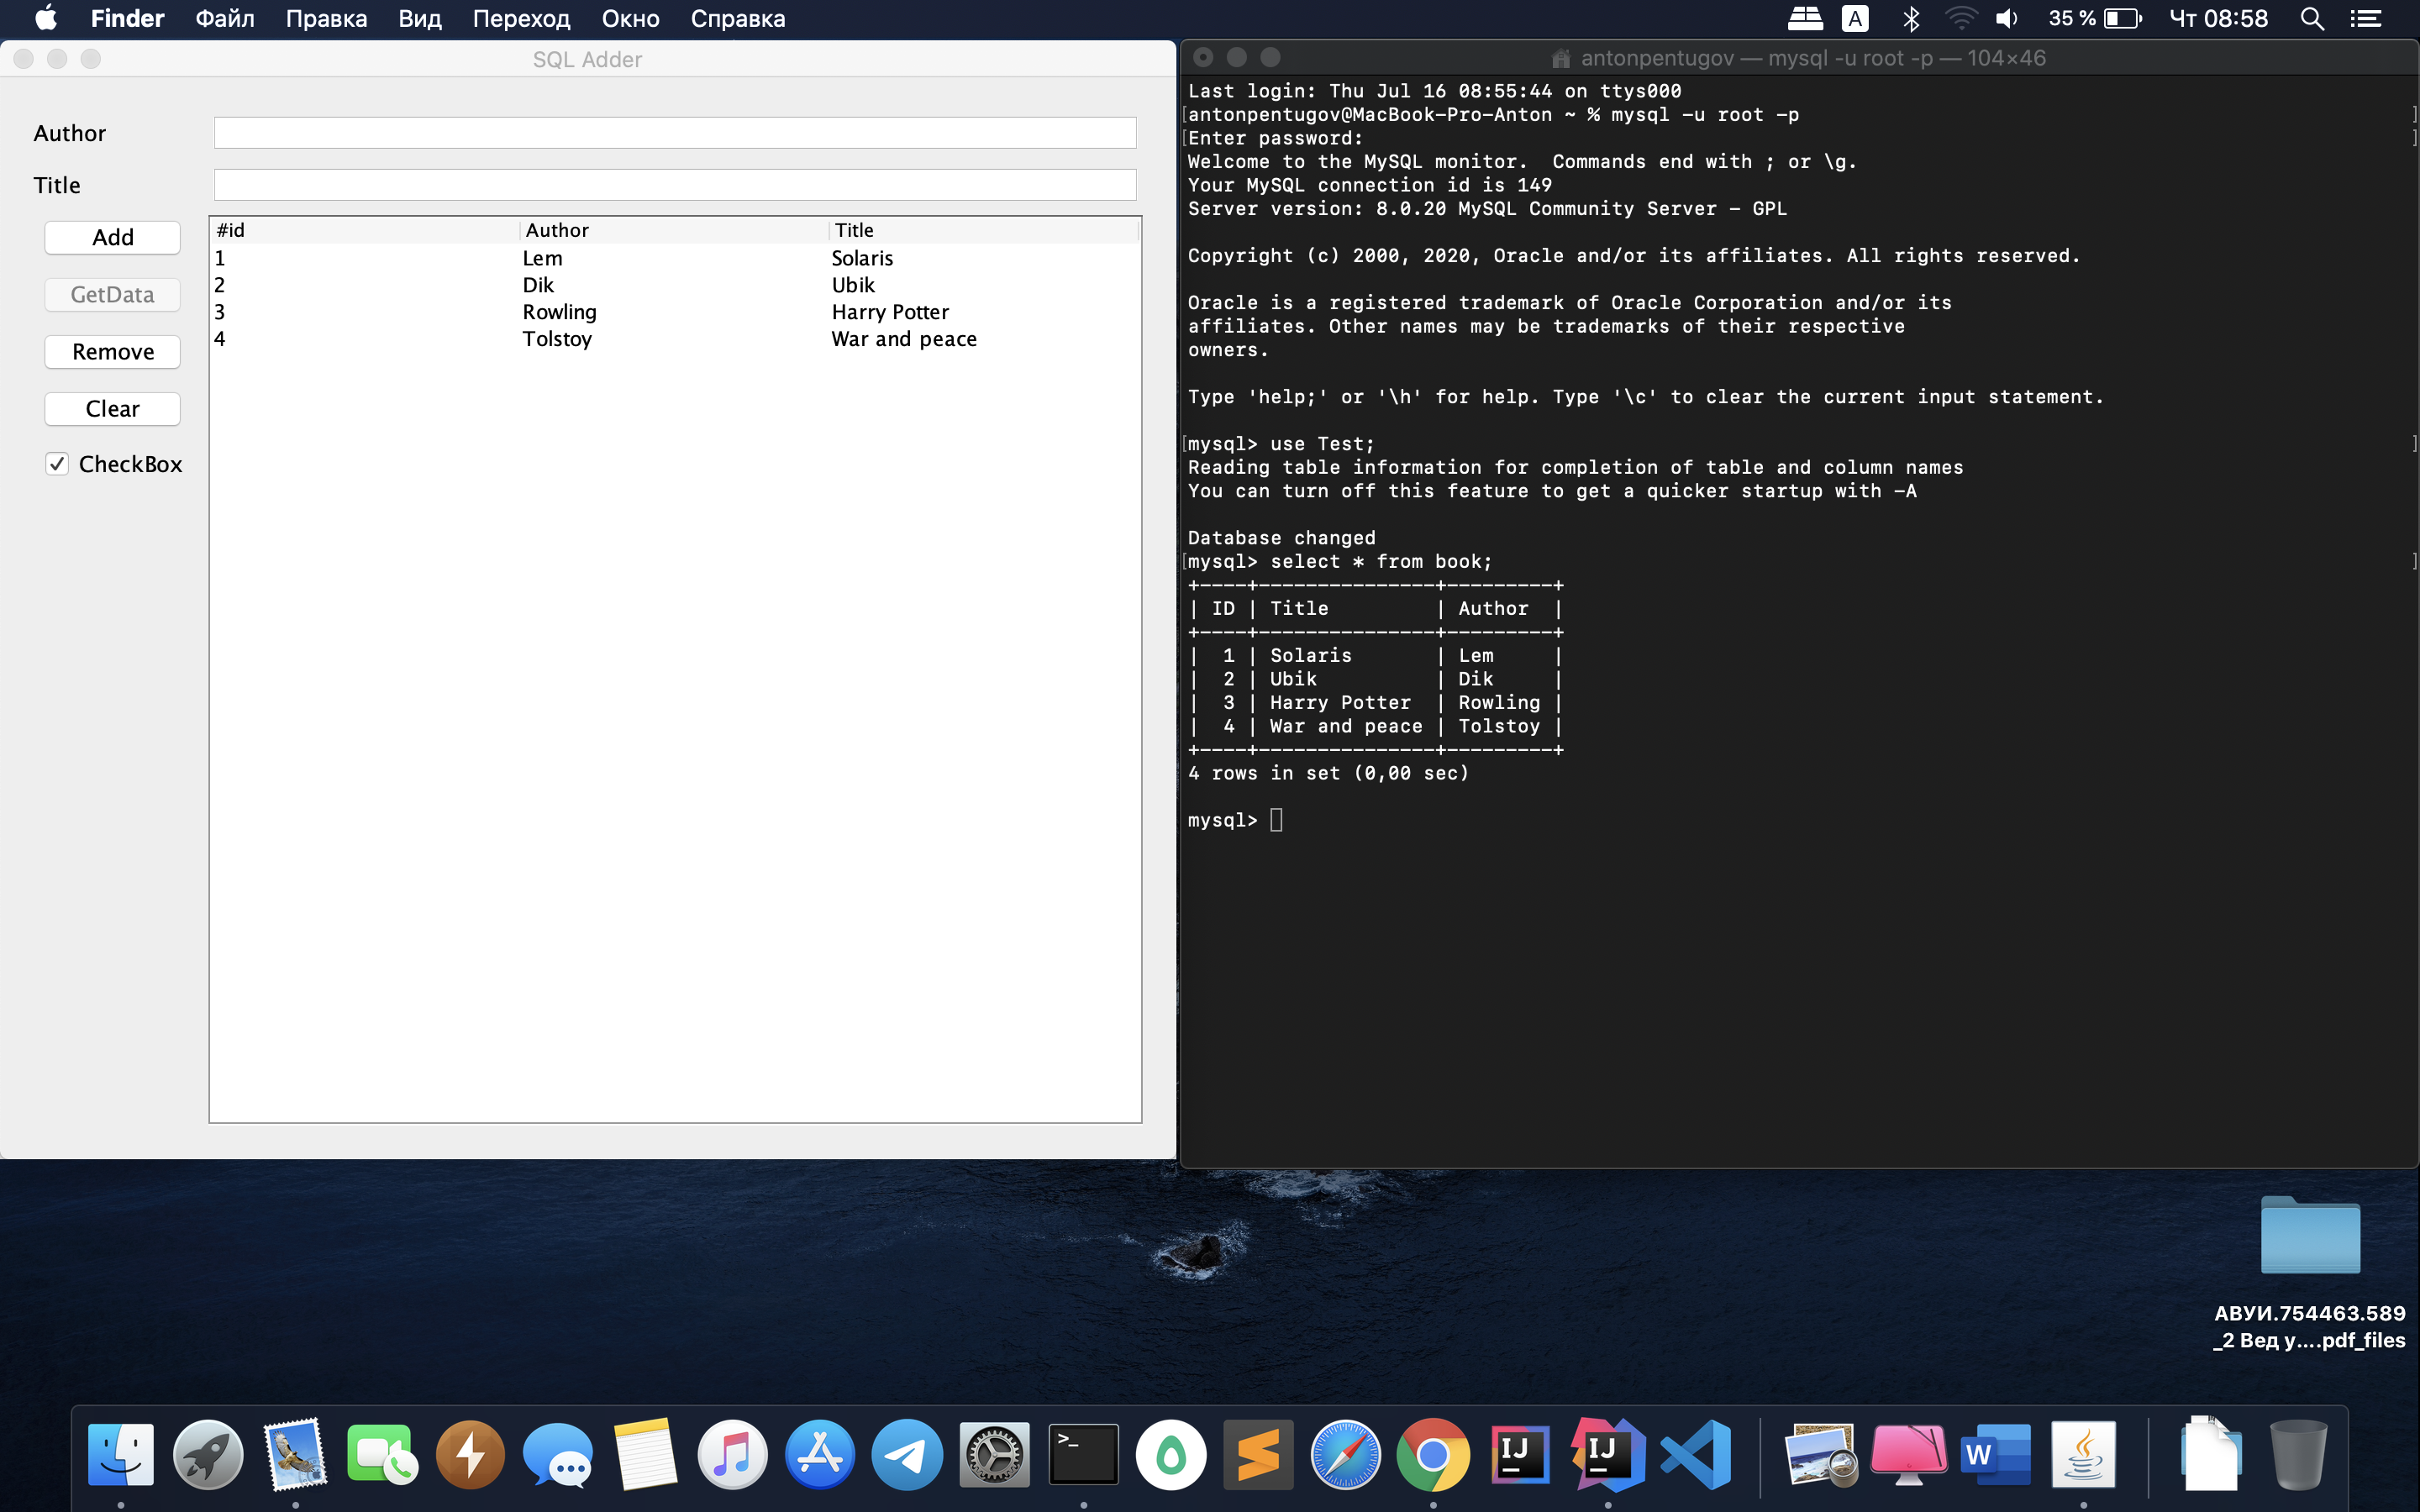 Finder Файл Правка Вид Переход Окно Справка A 35 % Чт 08:58
SQL Adder
Author
Title
Add
GetData
Remove
Clear
CheckBox
#id Author Title
1 Lem Solaris
2 Dik Ubik
3 Rowling Harry Potter
4 Tolstoy War and peace
antonpentugov — mysql -u root -p — 104×46
Last login: Thu Jul 16 08:55:44 on ttys000
[antonpentugov@MacBook-Pro-Anton ~ % mysql -u root -p ]
[Enter password: ]
Welcome to the MySQL monitor.  Commands end with ; or \g.
Your MySQL connection id is 149
Server version: 8.0.20 MySQL Community Server - GPL
Copyright (c) 2000, 2020, Oracle and/or its affiliates. All rights reserved.
Oracle is a registered trademark of Oracle Corporation and/or its
affiliates. Other names may be trademarks of their respective
owners.
Type 'help;' or '\h' for help. Type '\c' to clear the current input statement.
[mysql> use Test; ]
Reading table information for completion of table and column names
You can turn off this feature to get a quicker startup with -A
Database changed
[mysql> select * from book; ]
+----+---------------+---------+
| ID | Title         | Author  |
+----+---------------+---------+
|  1 | Solaris       | Lem     |
|  2 | Ubik          | Dik     |
|  3 | Harry Potter  | Rowling |
|  4 | War and peace | Tolstoy |
+----+---------------+---------+
4 rows in set (0,00 sec)
mysql>
АВУИ.754463.589
_2 Вед у....pdf_files
>_
IJ
IJ
W